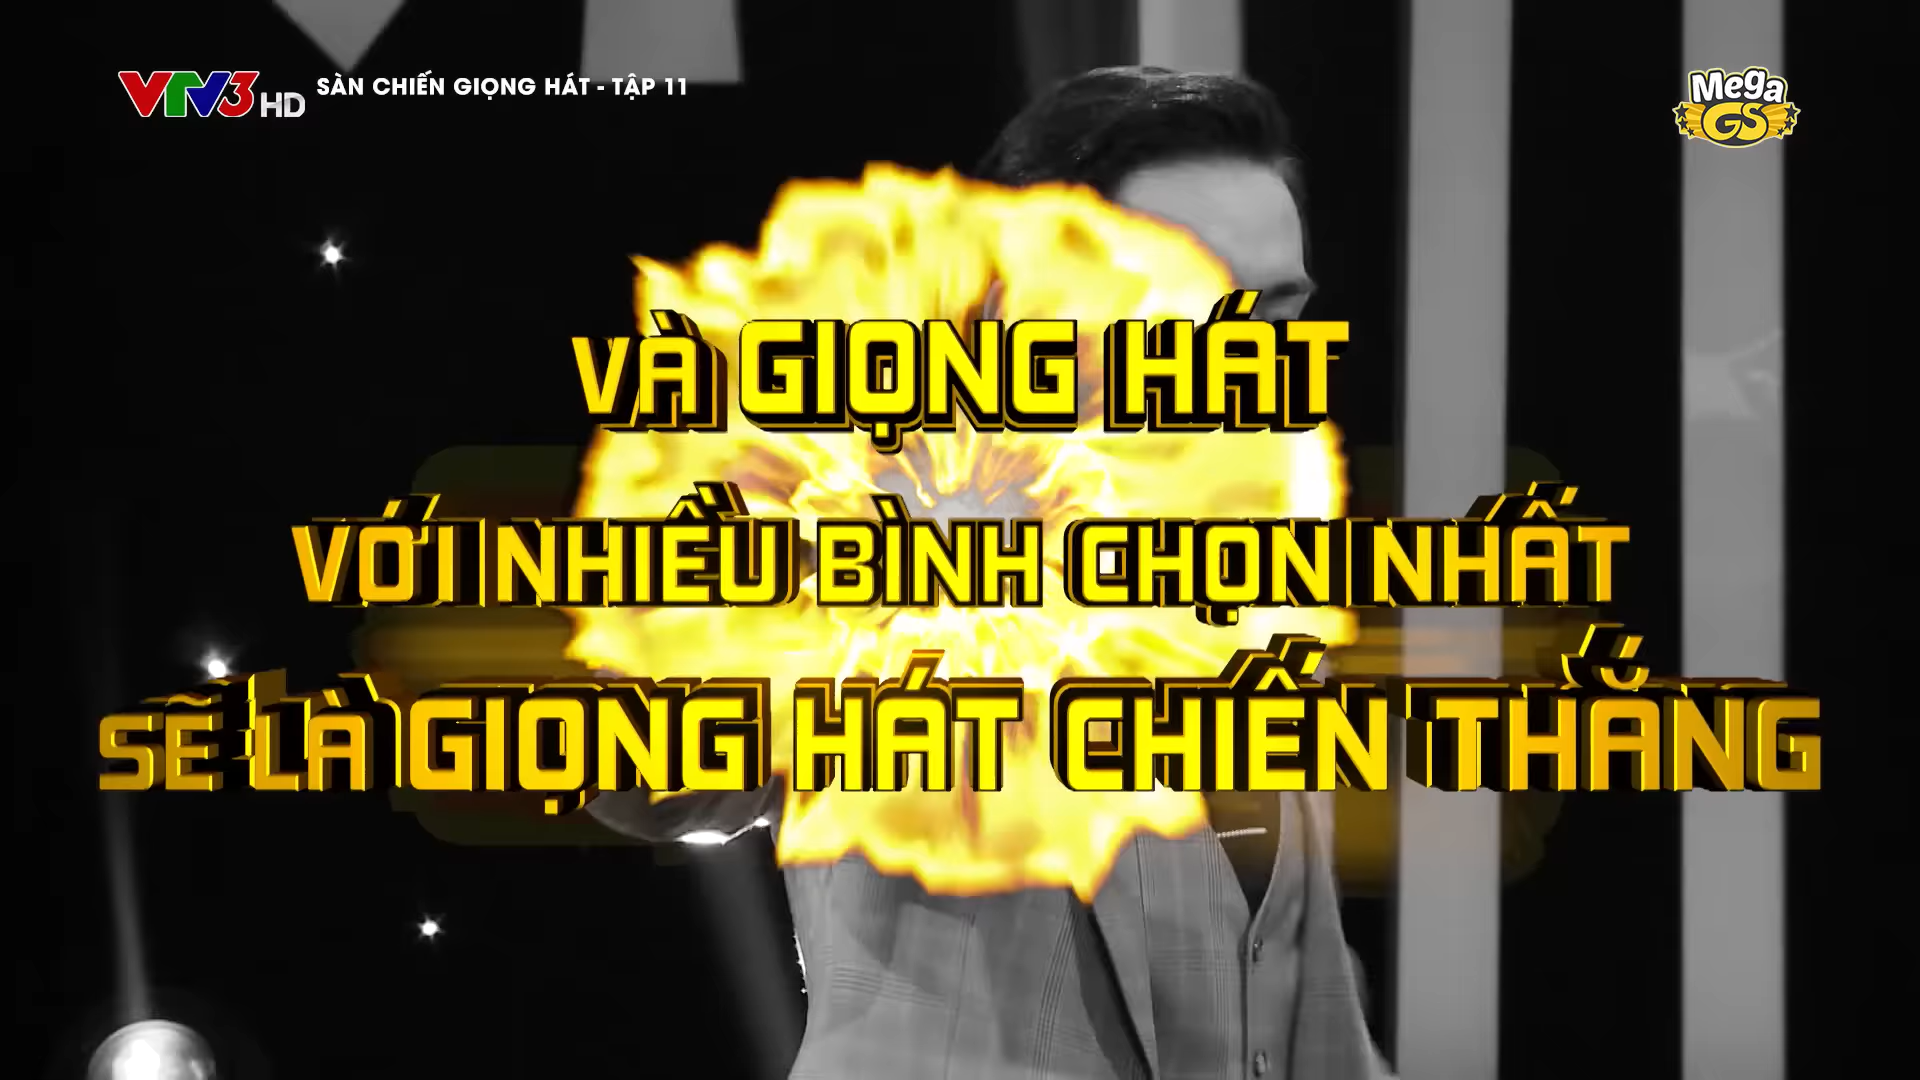 VTV3 HD SÀN CHIẾN GIỌNG HÁT - TẬP 11
Mega
GS
VÀ GIỌNG HÁT
VỚI NHIỀU BÌNH CHỌN NHẤT
SẼ LÀ GIỌNG HÁT CHIẾN THẮNG